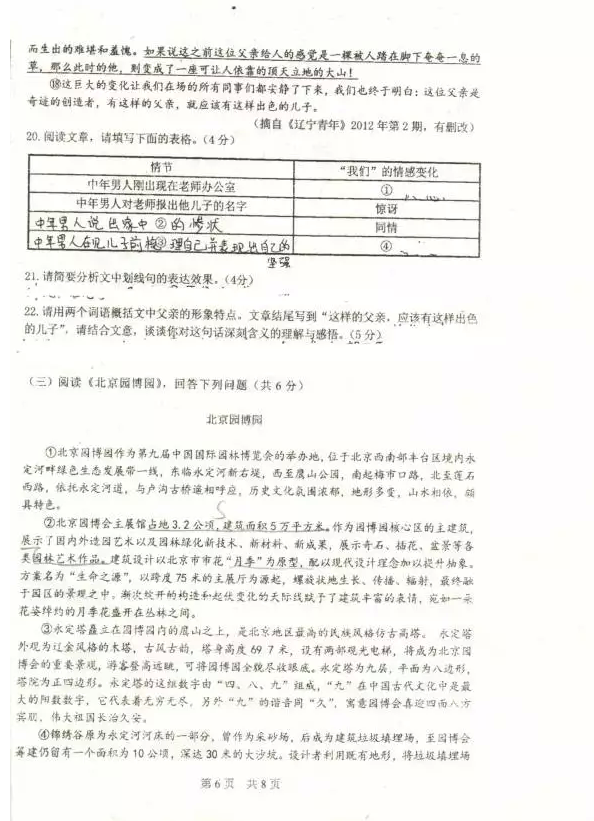 而生出的难堪和羞愧。如果说这之前这位父亲给人的感觉是一棵被人踏在脚下奄奄一息的
草，那么此时的他，则变成了一座可让人依靠的顶天立地的大山！
⑱这巨大的变化让我们在场的所有同事们都安静了下来，我们也终于明白：这位父亲是
奇迹的创造者，有这样的父亲，就应该有这样出色的儿子。
（摘自《辽宁青年》2012 年第 2 期，有删改）
20.阅读文章，请填写下面的表格。（4 分）
情节 “我们”的情感变化
中年男人刚出现在老师办公室 ①
中年男人对老师报出他儿子的名字 惊讶
中年男人说出家中 ② 的惨状 同情
中年男人在见儿子前梳③理自己并表现出自己的 ④
坚强
21.请简要分析文中划线句的表达效果。（4分）
22.请用两个词语概括文中父亲的形象特点。文章结尾写到“这样的父亲，应该有这样出色
的儿子”，请结合文意，谈谈你对这句话深刻含义的理解与感悟。（5 分）
（三）阅读《北京园博园》，回答下列问题（共 6 分）
北京园博园
①北京园博园作为第九届中国国际园林博览会的举办地，位于北京西南部丰台区境内永
定河畔绿色生态发展带一线，东临永定河新右堤，西至鹰山公园，南起梅市口路，北至莲石
西路，依托永定河道，与卢沟古桥遥相呼应，历史文化氛围浓郁，地形多变，山水相依，颇
具特色。
②北京园博会主展馆占地 3.2 公顷，建筑面积 5 万平方米。作为园博园核心区的主建筑，
展示了国内外造园艺术以及园林绿化新技术、新材料、新成果，展示奇石、插花、盆景等各
类园林艺术作品。建筑设计以北京市市花“月季”为原型，配以现代设计理念加以提升抽象。
方案名为“生命之源”，以跨度 75 米的主展厅为源起，螺旋状地生长、传播、辐射，最终融
于园区的景观之中。渐次绽开的构造和起伏变化的天际线赋予了建筑丰富的表情，宛如一朵
花姿绰约的月季花盛开在丛林之间。
③永定塔矗立在园博园内的鹰山之上，是北京地区最高的民族风格仿古高塔。 永定塔
外观为辽金风格的木塔，古风古韵，塔身高度 69 7 米，设有两部观光电梯，将成为北京园
博会的重要景观，游客登高远眺，可将园博园全貌尽收眼底。永定塔为九层，平面为八边形，
塔院为正四边形。永定塔的这组数字由“四、八、九”组成，“九”在中国古代文化中是最
大的阳数数字，它代表着无穷无尽，另外“九”的谐音同“久”，寓意园博会喜迎四面八方
宾朋，伟大祖国长治久安。
④锦绣谷原为永定河河床的一部分，曾作为采砂场，后成为建筑垃圾填埋场，至园博会
筹建仍留有一个面积为 10 公顷，深达 30 米的大沙坑。设计者利用既有地形，将垃圾填埋场
第 6 页 共 8 页